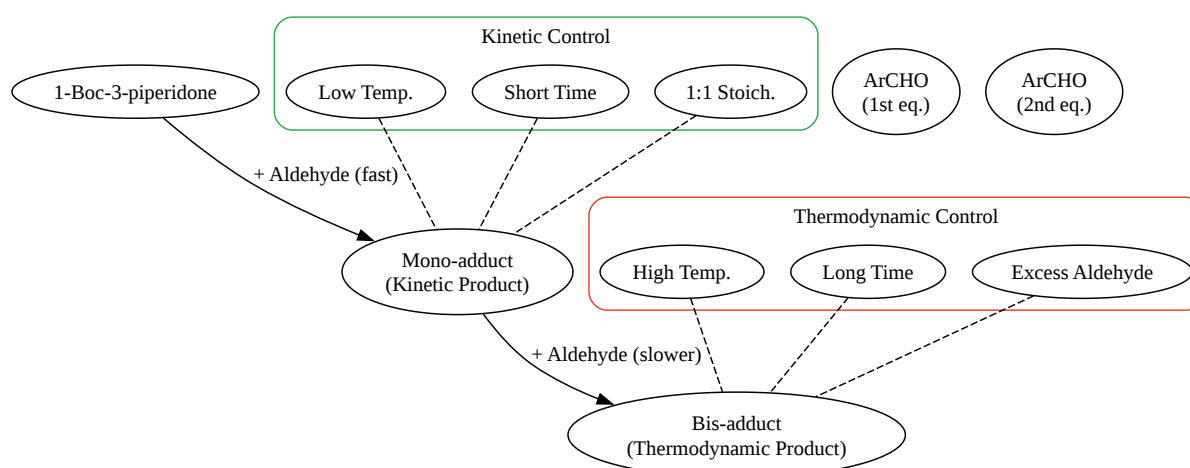 Kinetic Control
1-Boc-3-piperidone
Low Temp.
Short Time
1:1 Stoich.
ArCHO
(1st eq.)
ArCHO
(2nd eq.)
+ Aldehyde (fast)
Thermodynamic Control
Mono-adduct
(Kinetic Product)
High Temp.
Long Time
Excess Aldehyde
+ Aldehyde (slower)
Bis-adduct
(Thermodynamic Product)